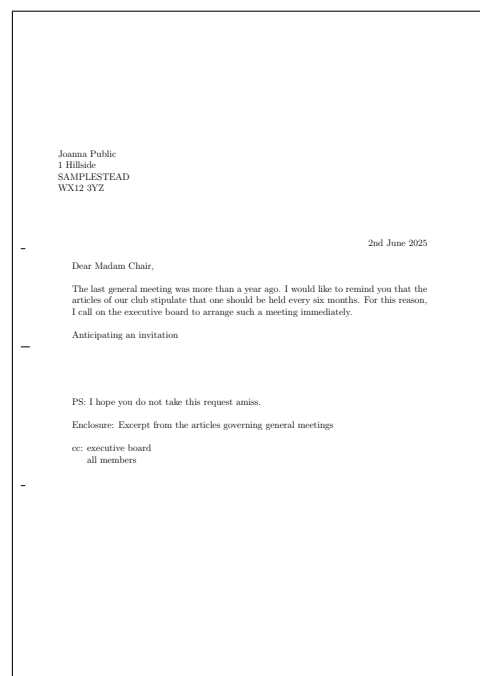 Joanna Public
1 Hillside
SAMPLESTEAD
WX12 3YZ
2nd June 2025
Dear Madam Chair,
The last general meeting was more than a year ago. I would like to remind you that the
articles of our club stipulate that one should be held every six months. For this reason,
I call on the executive board to arrange such a meeting immediately.
Anticipating an invitation
PS: I hope you do not take this request amiss.
Enclosure: Excerpt from the articles governing general meetings
cc: executive board
all members